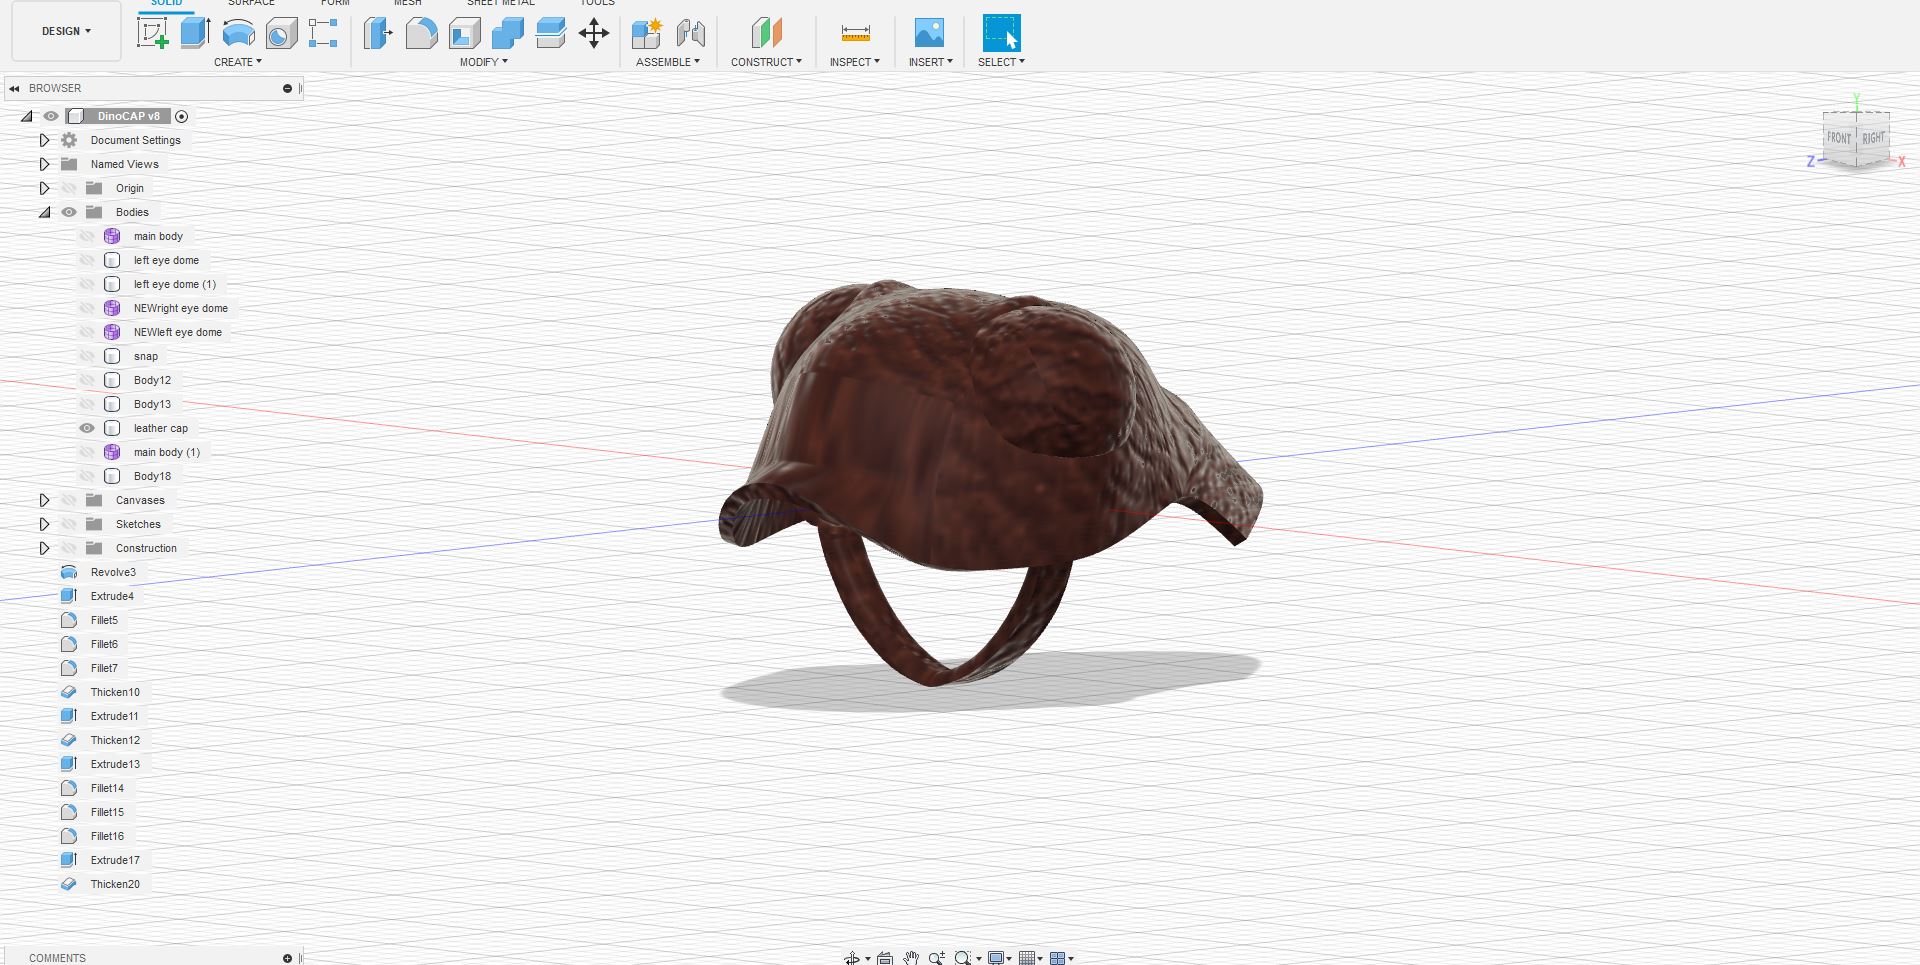 SOLID SURFACE FORM MESH SHEET METAL TOOLS
DESIGN
CREATE MODIFY ASSEMBLE CONSTRUCT INSPECT INSERT SELECT
BROWSER
DinoCAP v8
Document Settings
Named Views
Origin
Bodies
main body
left eye dome
left eye dome (1)
NEWright eye dome
NEWleft eye dome
snap
Body12
Body13
leather cap
main body (1)
Body18
Canvases
Sketches
Construction
Revolve3
Extrude4
Fillet5
Fillet6
Fillet7
Thicken10
Extrude11
Thicken12
Extrude13
Fillet14
Fillet15
Fillet16
Extrude17
Thicken20
COMMENTS
Y
FRONT RIGHT
Z X